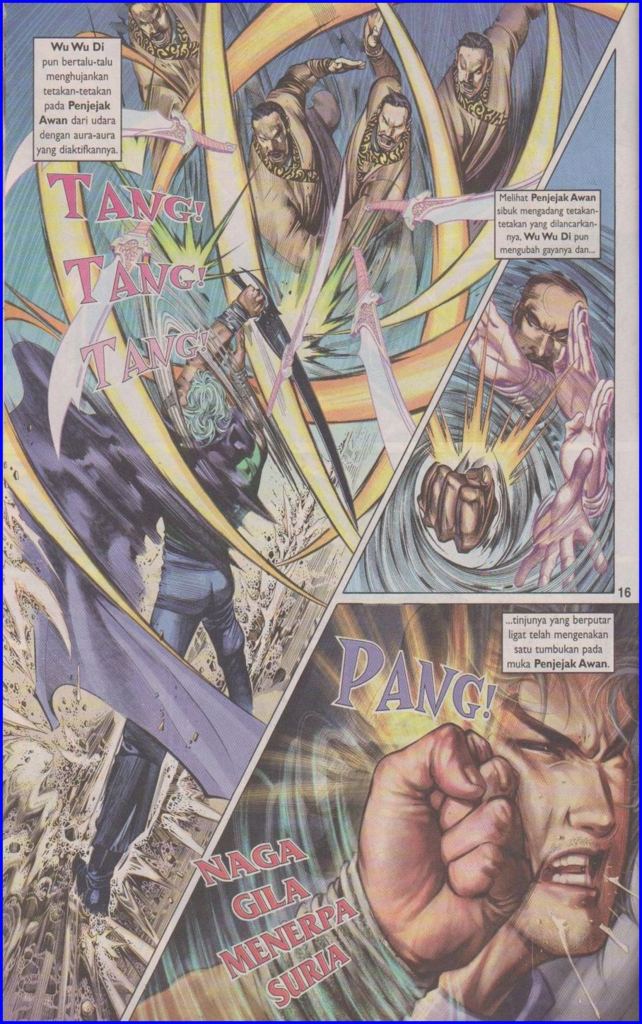 Wu Wu Di
pun bertalu-talu
menghujankan
tetakan-tetakan
pada Penjejak
Awan dari udara
dengan aura-aura
yang diaktifkannya.
TANG!
TANG!
TANG!
Melihat Penjejak Awan
sibuk mengadang tetakan-
tetakan yang dilancarkan-
nya, Wu Wu Di pun
mengubah gayanya dan...
16
...tinjunya yang berputar
ligat telah mengenakan
satu tumbukan pada
muka Penjejak Awan.
PANG!
NAGA
GILA
MENERPA
SURIA